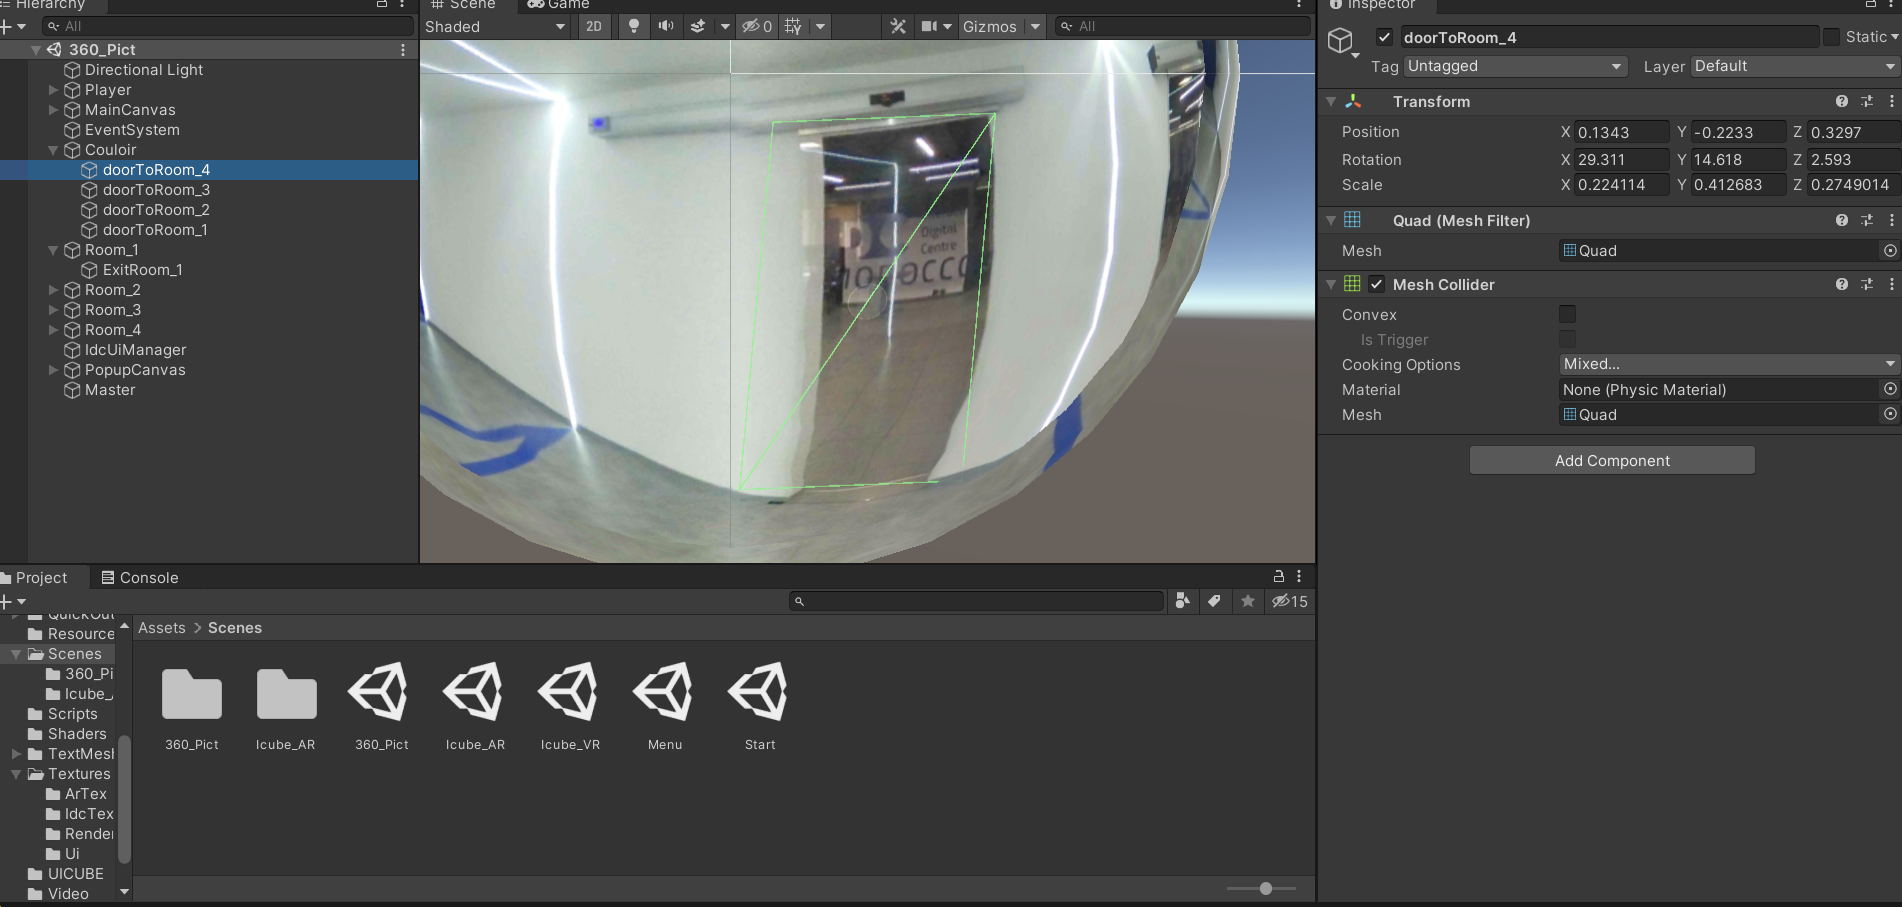 Hierarchy
All
360_Pict
Directional Light
Player
MainCanvas
EventSystem
Couloir
doorToRoom_4
doorToRoom_3
doorToRoom_2
doorToRoom_1
Room_1
ExitRoom_1
Room_2
Room_3
Room_4
IdcUiManager
PopupCanvas
Master
Scene
Game
Shaded
2D
0
Gizmos
All
Digital
Centre
MOROCCO
Inspector
doorToRoom_4
Static
Tag Untagged
Layer Default
Transform
Position X 0.1343 Y -0.2233 Z 0.3297
Rotation X 29.311 Y 14.618 Z 2.593
Scale X 0.224114 Y 0.412683 Z 0.2749014
Quad (Mesh Filter)
Mesh Quad
Mesh Collider
Convex
Is Trigger
Cooking Options Mixed...
Material None (Physic Material)
Mesh Quad
Add Component
Project
Console
15
QuickOut
Resource
Scenes
360_Pi
Icube_
Scripts
Shaders
TextMesh
Textures
ArTex
IdcTex
Render
Ui
UICUBE
Video
Assets > Scenes
360_Pict
Icube_AR
360_Pict
Icube_AR
Icube_VR
Menu
Start